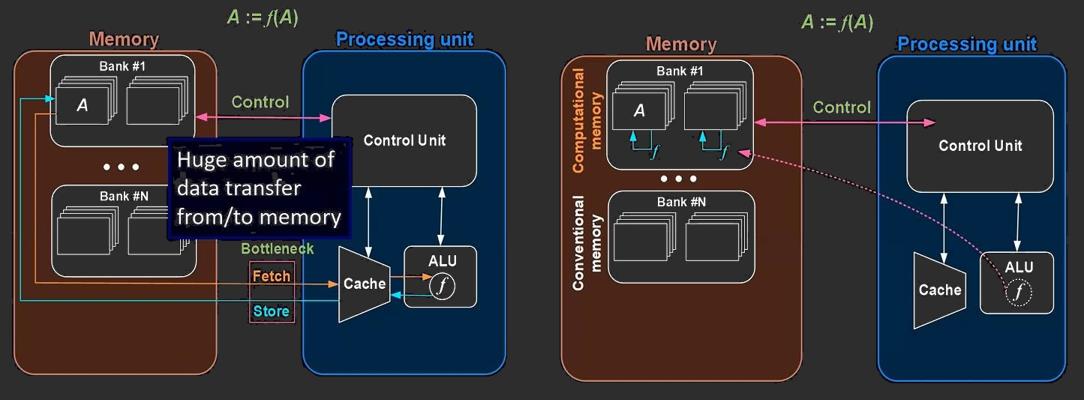 A := f(A)
Memory
Processing unit
Bank #1
A
Control
Control Unit
Huge amount of
data transfer
from/to memory
Bank #N
Bottleneck
Fetch
Store
Cache
ALU
f
A := f(A)
Memory
Processing unit
Computational
memory
Bank #1
A
f
f
Control
Control Unit
Conventional
memory
Bank #N
Cache
ALU
f